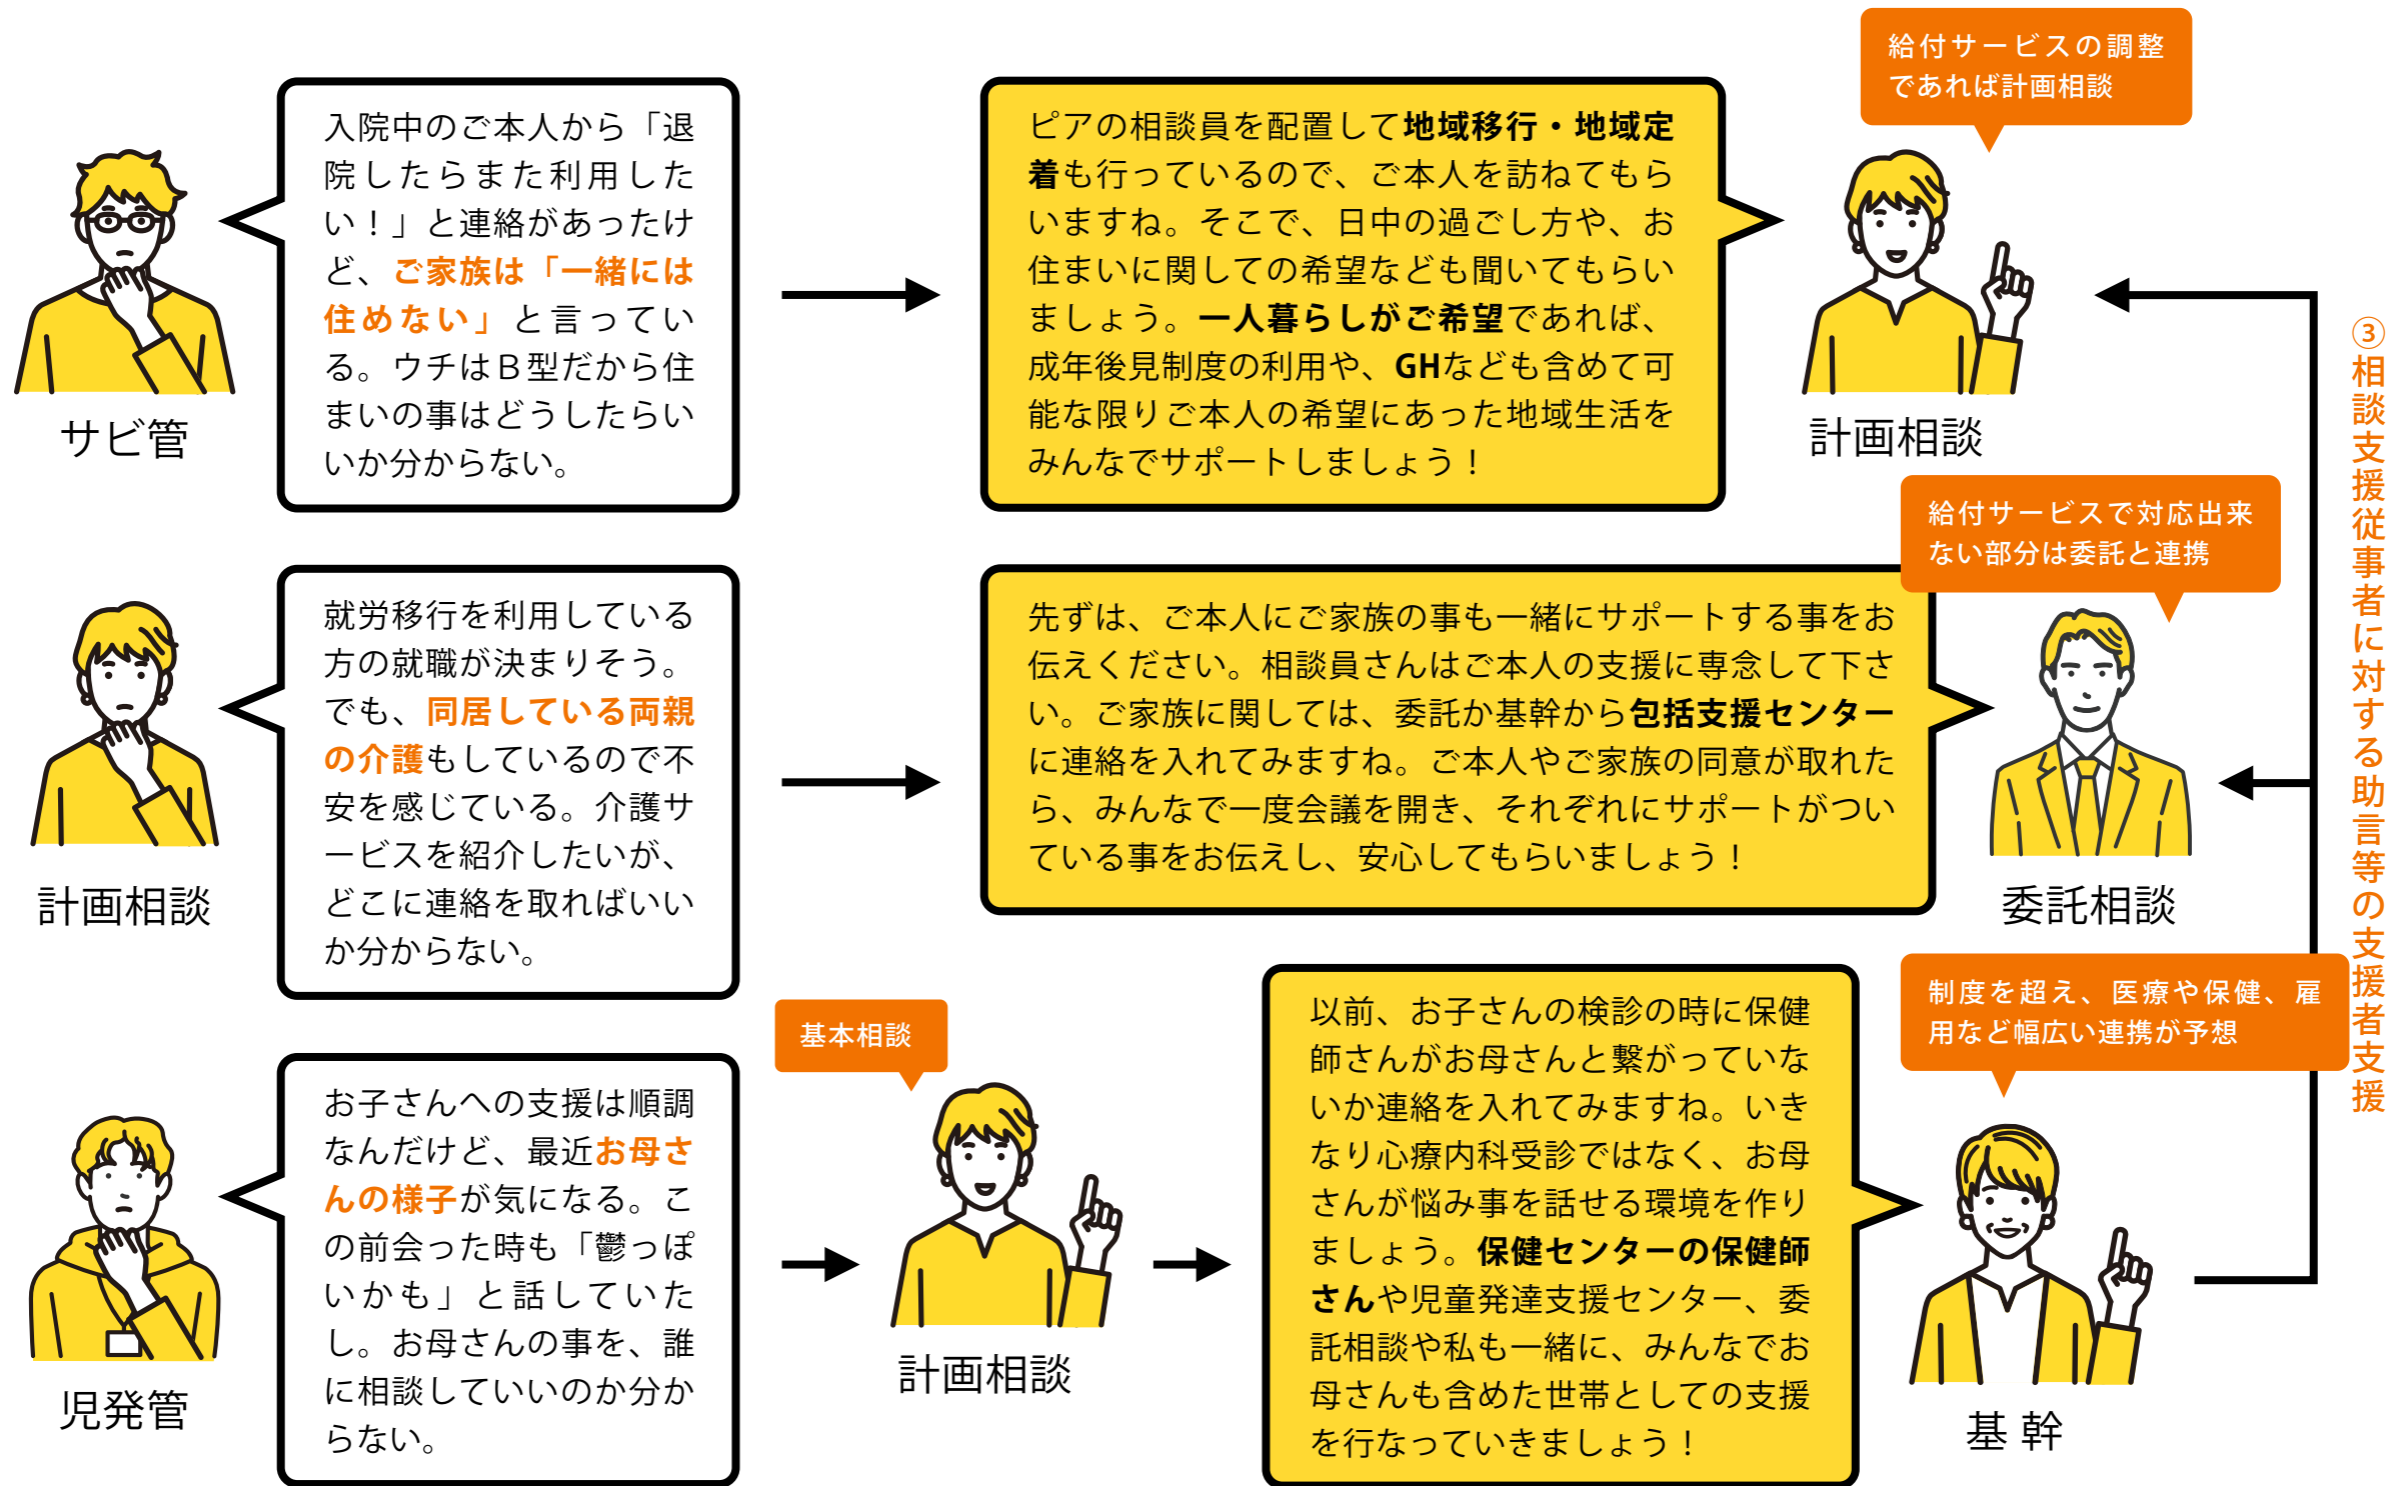 給付サービスの調整
であれば計画相談
入院中のご本人から「退
院したらまた利用した
い！」と連絡があったけ
ど、ご家族は「一緒には
住めない」と言ってい
る。ウチはＢ型だから住
まいの事はどうしたらい
いか分からない。
サビ管
ピアの相談員を配置して地域移行・地域定
着も行っているので、ご本人を訪ねてもら
いますね。そこで、日中の過ごし方や、お
住まいに関しての希望なども聞いてもらい
ましょう。一人暮らしがご希望であれば、
成年後見制度の利用や、GHなども含めて可
能な限りご本人の希望にあった地域生活を
みんなでサポートしましょう！
計画相談
給付サービスで対応出来
ない部分は委託と連携
就労移行を利用している
方の就職が決まりそう。
でも、同居している両親
の介護もしているので不
安を感じている。介護サ
ービスを紹介したいが、
どこに連絡を取ればいい
か分からない。
計画相談
先ずは、ご本人にご家族の事も一緒にサポートする事をお
伝えください。相談員さんはご本人の支援に専念して下さ
い。ご家族に関しては、委託か基幹から包括支援センター
に連絡を入れてみますね。ご本人やご家族の同意が取れた
ら、みんなで一度会議を開き、それぞれにサポートがつい
ている事をお伝えし、安心してもらいましょう！
委託相談
制度を超え、医療や保健、雇
用など幅広い連携が予想
お子さんへの支援は順調
なんだけど、最近お母さ
んの様子が気になる。こ
の前会った時も「鬱っぽ
いかも」と話していた
し。お母さんの事を、誰
に相談していいのか分か
らない。
児発管
基本相談
計画相談
以前、お子さんの検診の時に保健
師さんがお母さんと繋がっていな
いか連絡を入れてみますね。いき
なり心療内科受診ではなく、お母
さんが悩み事を話せる環境を作り
ましょう。保健センターの保健師
さんや児童発達支援センター、委
託相談や私も一緒に、みんなでお
母さんも含めた世帯としての支援
を行なっていきましょう！
基 幹
③相談支援従事者に対する助言等の支援者支援